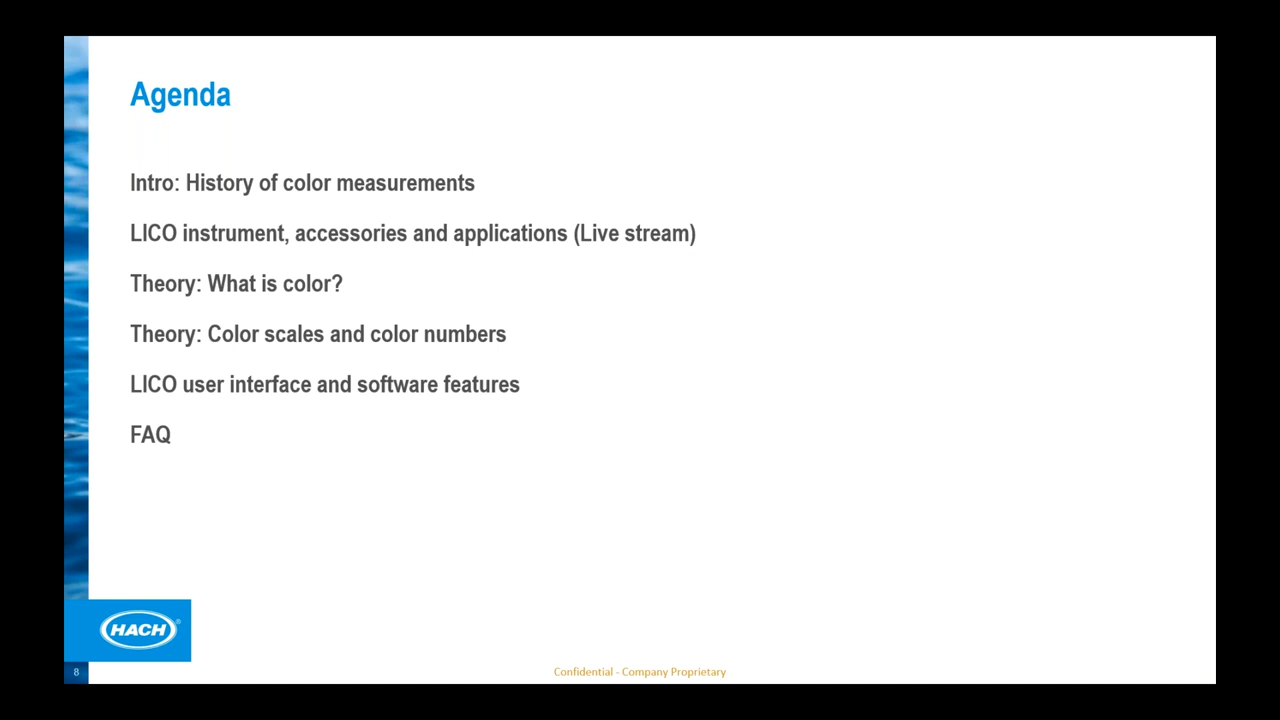 Agenda
Intro: History of color measurements
LICO instrument, accessories and applications (Live stream)
Theory: What is color?
Theory: Color scales and color numbers
LICO user interface and software features
FAQ
HACH®
8
Confidential - Company Proprietary